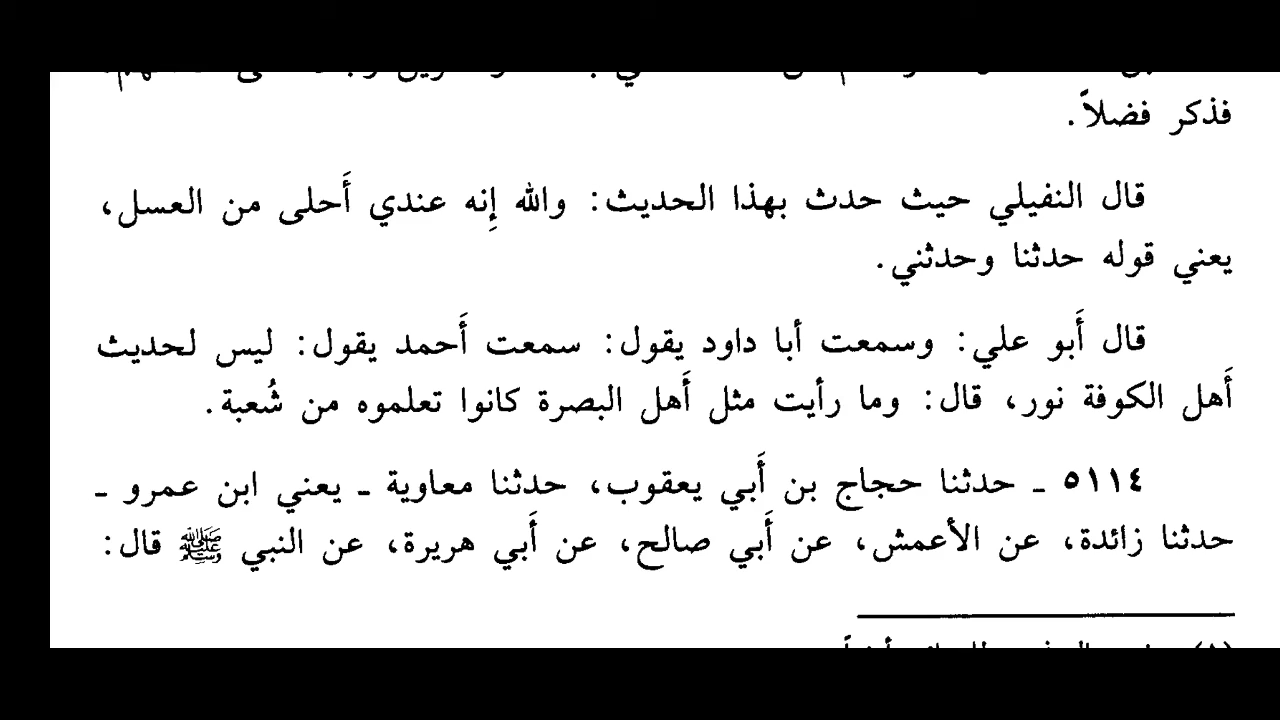 فذكر فضلاً.
قال النفيلي حيث حدث بهذا الحديث: والله إِنه عندي أَحلى من العسل،
يعني قوله حدثنا وحدثني.
قال أَبو علي: وسمعت أبا داود يقول: سمعت أَحمد يقول: ليس لحديث
أَهل الكوفة نور، قال: وما رأيت مثل أَهل البصرة كانوا تعلموه من شُعبة.
٥١١٤ ـ حدثنا حجاج بن أَبي يعقوب، حدثنا معاوية ـ يعني ابن عمرو ـ
حدثنا زائدة، عن الأعمش، عن أَبي صالح، عن أَبي هريرة، عن النبي ﷺ قال: